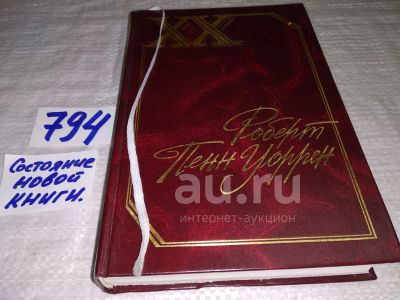 XX
794
Роберт
Пенн Уоррен
Состояние
новой
книги.
au.ru
интернет-аукцион